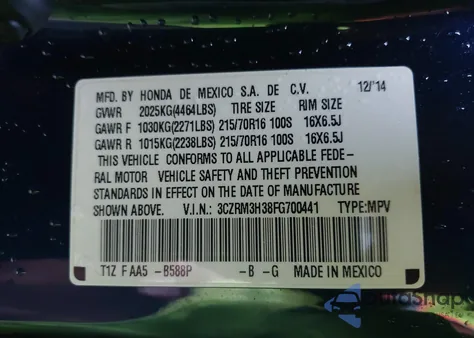 MFD. BY HONDA DE MEXICO S.A. DE C.V. 12/'14
GVWR 2025KG(4464LBS) TIRE SIZE RIM SIZE
GAWR F 1030KG(2271LBS) 215/70R16 100S 16X6.5J
GAWR R 1015KG(2238LBS) 215/70R16 100S 16X6.5J
THIS VEHICLE CONFORMS TO ALL APPLICABLE FEDE-
RAL MOTOR VEHICLE SAFETY AND THEFT PREVENTION
STANDARDS IN EFFECT ON THE DATE OF MANUFACTURE
SHOWN ABOVE. V.I.N.: 3CZRM3H38FG700441 TYPE:MPV
T1Z F AA5 -B588P -B -G MADE IN MEXICO
AutoSnap